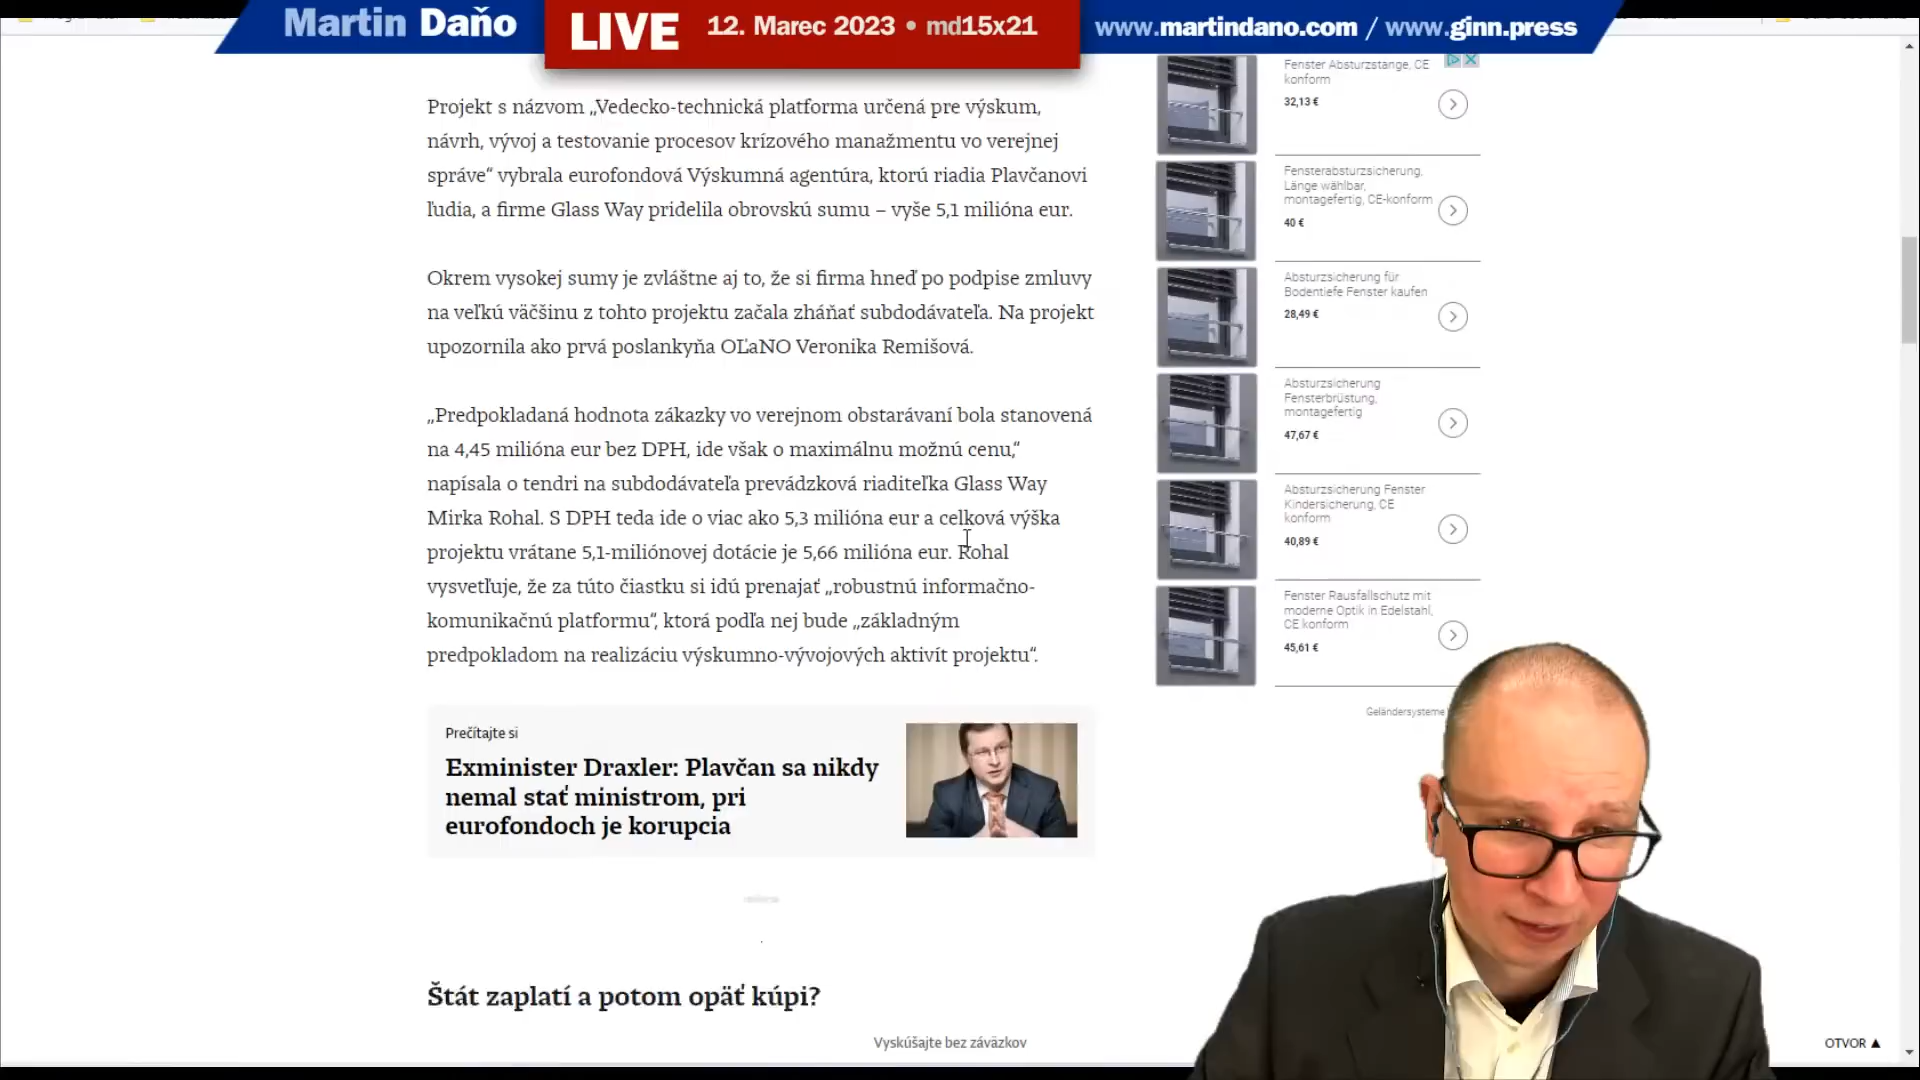 Martin Daňo
LIVE
12. Marec 2023 • md15x21
www.martindano.com / www.ginn.press
Projekt s názvom „Vedecko-technická platforma určená pre výskum,
návrh, vývoj a testovanie procesov krízového manažmentu vo verejnej
správe“ vybrala eurofondová Výskumná agentúra, ktorú riadia Plavčanovi
ľudia, a firme Glass Way pridelila obrovskú sumu – vyše 5,1 milióna eur.
Okrem vysokej sumy je zvláštne aj to, že si firma hneď po podpise zmluvy
na veľkú väčšinu z tohto projektu začala zháňať subdodávateľa. Na projekt
upozornila ako prvá poslankyňa OĽaNO Veronika Remišová.
„Predpokladaná hodnota zákazky vo verejnom obstarávaní bola stanovená
na 4,45 milióna eur bez DPH, ide však o maximálnu možnú cenu,“
napísala o tendri na subdodávateľa prevádzková riaditeľka Glass Way
Mirka Rohal. S DPH teda ide o viac ako 5,3 milióna eur a celková výška
projektu vrátane 5,1-miliónovej dotácie je 5,66 milióna eur. Rohal
vysvetľuje, že za túto čiastku si idú prenajať „robustnú informačno-
komunikačnú platformu“, ktorá podľa nej bude „základným
predpokladom na realizáciu výskumno-vývojových aktivít projektu“.
Prečítajte si
Exminister Draxler: Plavčan sa nikdy
nemal stať ministrom, pri
eurofondoch je korupcia
Štát zaplatí a potom opäť kúpi?
Vyskúšajte bez záväzkov
OTVOR ▲
Fenster Absturzstange, CE
konform
32,13 €
Fensterabsturzsicherung,
Länge wählbar,
montagefertig, CE-konform
40 €
Absturzsicherung für
Bodentiefe Fenster kaufen
28,49 €
Absturzsicherung
Fensterbrüstung,
montagefertig
47,67 €
Absturzsicherung Fenster
Kindersicherung, CE
konform
40,89 €
Fenster Rausfallschutz mit
moderne Optik in Edelstahl,
CE konform
45,61 €
Geländersysteme